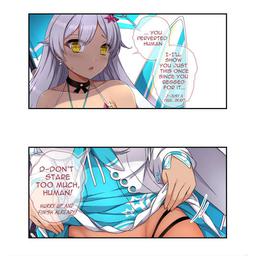 ... YOU
PERVERTED
HUMAN
I-I'LL
SHOW
YOU JUST
THIS ONCE
SINCE YOU
BEGGED
FOR IT...
D-DON'T
STARE
TOO MUCH,
HUMAN!
HURRY UP AND
FINISH ALREADY!